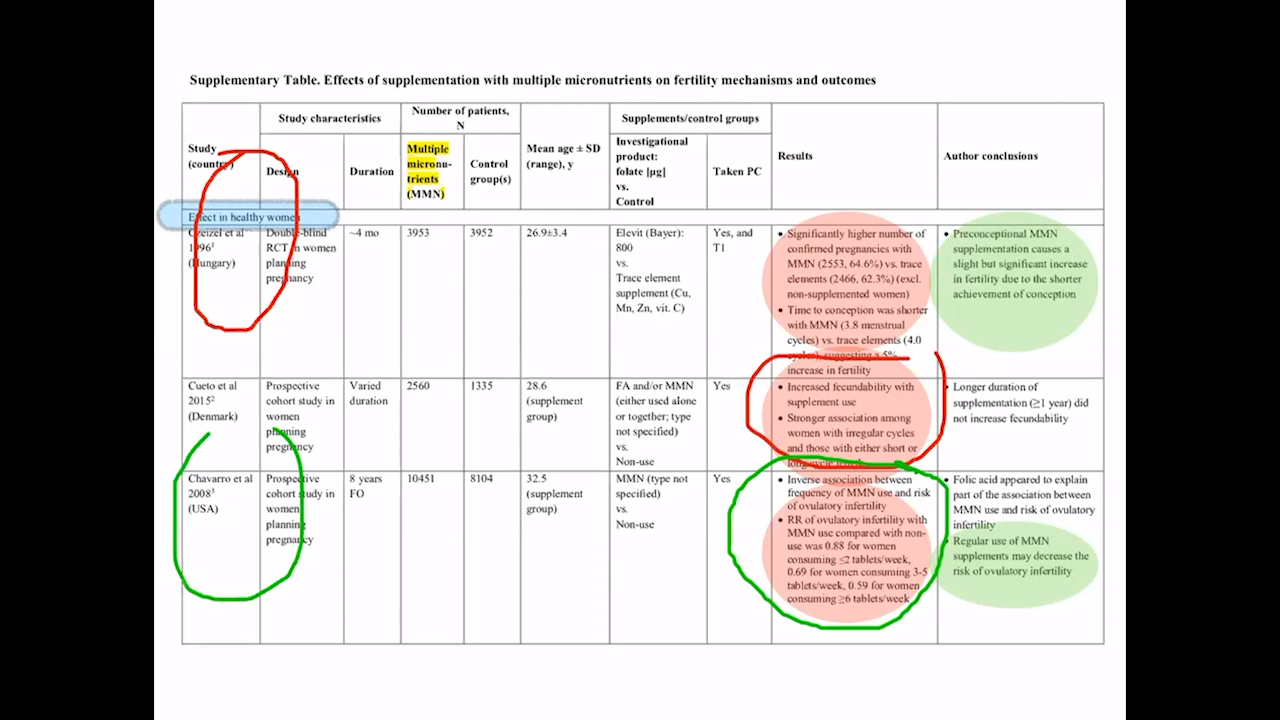 Supplementary Table. Effects of supplementation with multiple micronutrients on fertility mechanisms and outcomes
Study
(country)
Study characteristics
Design
Duration
Number of patients,
N
Multiple
micronu-
trients
(MMN)
Control
group(s)
Mean age ± SD
(range), y
Supplements/control groups
Investigational
product:
folate [µg]
vs.
Control
Taken PC
Results
Author conclusions
Effect in healthy women
Czeizel et al
1996¹
(Hungary)
Double-blind
RCT in women
planning
pregnancy
~4 mo
3953
3952
26.9±3.4
Elevit (Bayer):
800
vs.
Trace element
supplement (Cu,
Mn, Zn, vit. C)
Yes, and
T1
• Significantly higher number of
confirmed pregnancies with
MMN (2553, 64.6%) vs. trace
elements (2466, 62.3%) (excl.
non-supplemented women)
• Time to conception was shorter
with MMN (3.8 menstrual
cycles) vs. trace elements (4.0
cycles), suggesting a 5%
increase in fertility
• Preconceptional MMN
supplementation causes a
slight but significant increase
in fertility due to the shorter
achievement of conception
Cueto et al
2015²
(Denmark)
Prospective
cohort study in
women
planning
pregnancy
Varied
duration
2560
1335
28.6
(supplement
group)
FA and/or MMN
(either used alone
or together; type
not specified)
vs.
Non-use
Yes
• Increased fecundability with
supplement use
• Stronger association among
women with irregular cycles
and those with either short or
long cycle
• Longer duration of
supplementation (≥1 year) did
not increase fecundability
Chavarro et al
2008³
(USA)
Prospective
cohort study in
women
planning
pregnancy
8 years
FO
10451
8104
32.5
(supplement
group)
MMN (type not
specified)
vs.
Non-use
Yes
• Inverse association between
frequency of MMN use and risk
of ovulatory infertility
• RR of ovulatory infertility with
MMN use compared with non-
use was 0.88 for women
consuming ≤2 tablets/week,
0.69 for women consuming 3-5
tablets/week, 0.59 for women
consuming ≥6 tablets/week
• Folic acid appeared to explain
part of the association between
MMN use and risk of ovulatory
infertility
• Regular use of MMN
supplements may decrease the
risk of ovulatory infertility